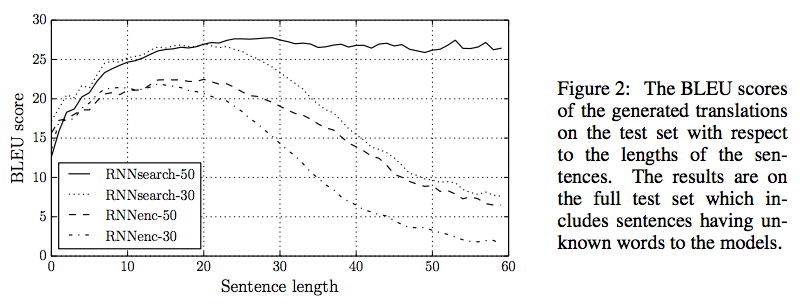 30
25
20
15
10
5
0
BLEU score
RNNsearch-50
RNNsearch-30
RNNenc-50
RNNenc-30
0 10 20 30 40 50 60
Sentence length
Figure 2: The BLEU scores
of the generated translations
on the test set with respect
to the lengths of the sen-
tences. The results are on
the full test set which in-
cludes sentences having un-
known words to the models.